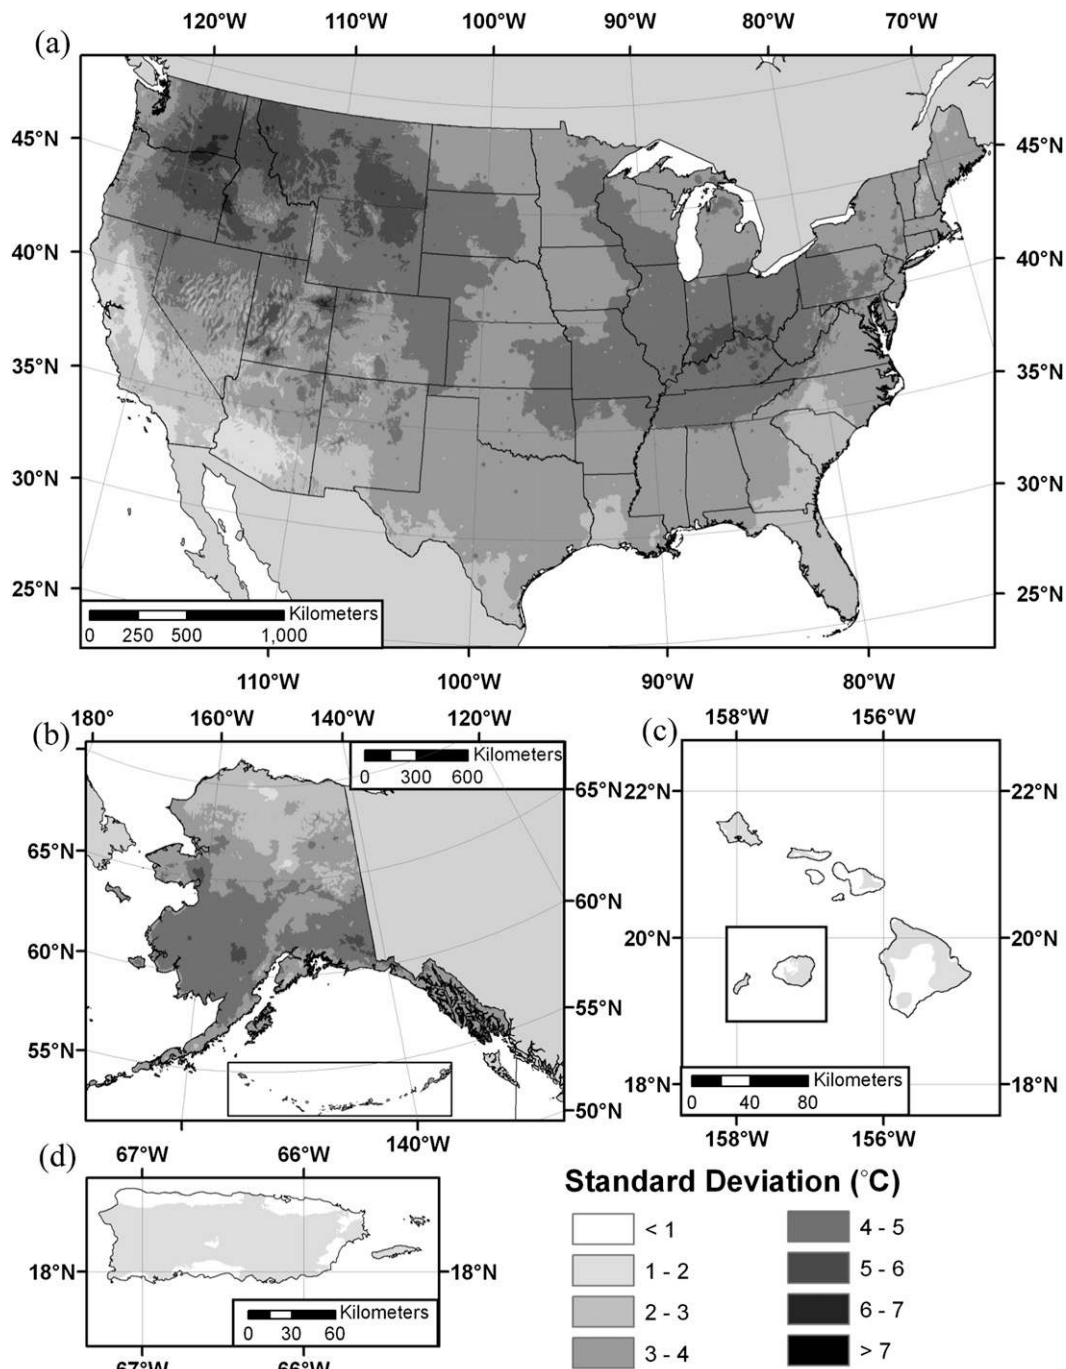 120°W 110°W 100°W 90°W 80°W 70°W
(a)
45°N 45°N
40°N 40°N
35°N 35°N
30°N 30°N
25°N 25°N
Kilometers
0 250 500 1,000
110°W 100°W 90°W 80°W
180° (b) 160°W 140°W 120°W
Kilometers
0 300 600
65°N
65°N
60°N
60°N
55°N
55°N
50°N
140°W
158°W (c) 156°W
22°N 22°N
20°N 20°N
18°N 18°N
Kilometers
0 40 80
158°W 156°W
(d) 67°W 66°W
18°N 18°N
Kilometers
0 30 60
67°W 66°W
Standard Deviation (°C)
< 1 4 - 5
1 - 2 5 - 6
2 - 3 6 - 7
3 - 4 > 7